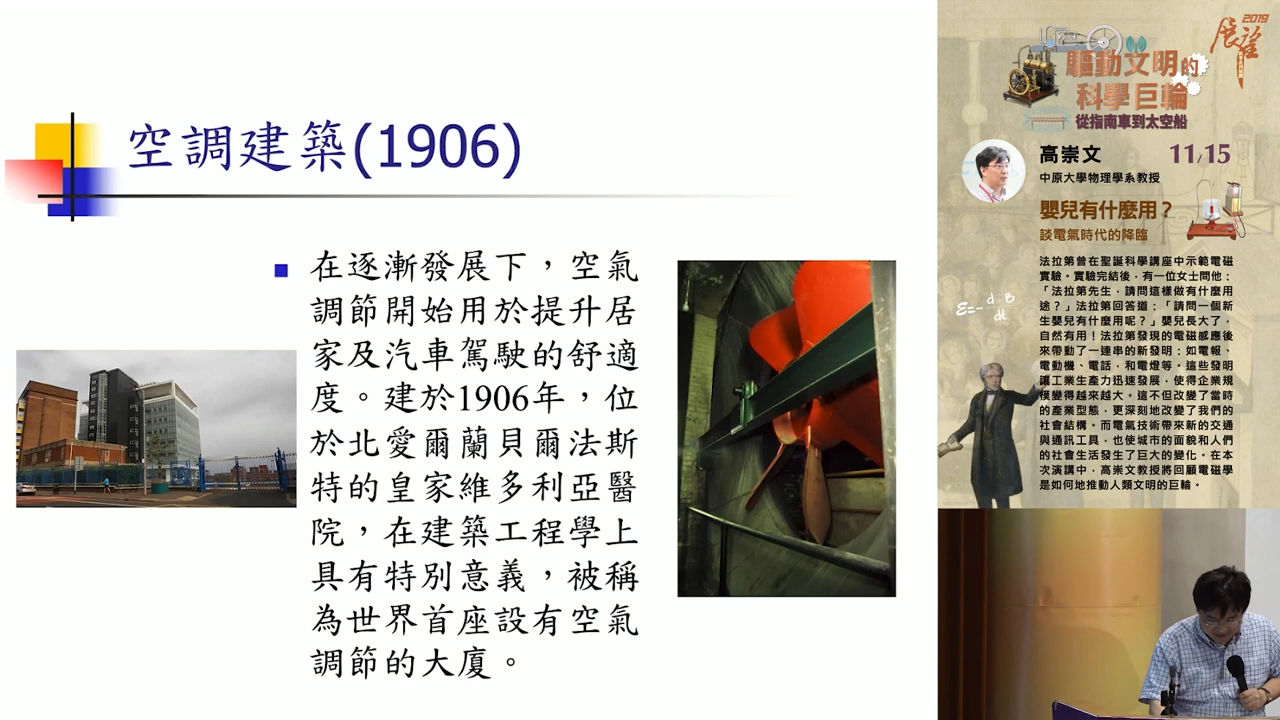 空調建築(1906)
在逐漸發展下，空氣
調節開始用於提升居
家及汽車駕駛的舒適
度。建於1906年，位
於北愛爾蘭貝爾法斯
特的皇家維多利亞醫
院，在建築工程學上
具有特別意義，被稱
為世界首座設有空氣
調節的大廈。
2019
展望
驅動文明的
科學巨輪
從指南車到太空船
高崇文 11/15
中原大學物理學系教授
嬰兒有什麼用？
談電氣時代的降臨
法拉第曾在聖誕科學講座中示範電磁
實驗。實驗完結後，有一位女士問他：
「法拉第先生，請問這樣做有什麼用
途？」法拉第回答道：「請問一個新
生嬰兒有什麼用呢？」嬰兒長大了，
自然有用！法拉第發現的電磁感應後
來帶動了一連串的新發明：如電報、
電動機、電話，和電燈等。這些發明
讓工業生產力迅速發展，使得企業規
模變得越來越大。這不但改變了當時
的產業型態，更深刻地改變了我們的
社會結構。而電氣技術帶來新的交通
與通訊工具，也使城市的面貌和人們
的社會生活發生了巨大的變化。在本
次演講中，高崇文教授將回顧電磁學
是如何地推動人類文明的巨輪。